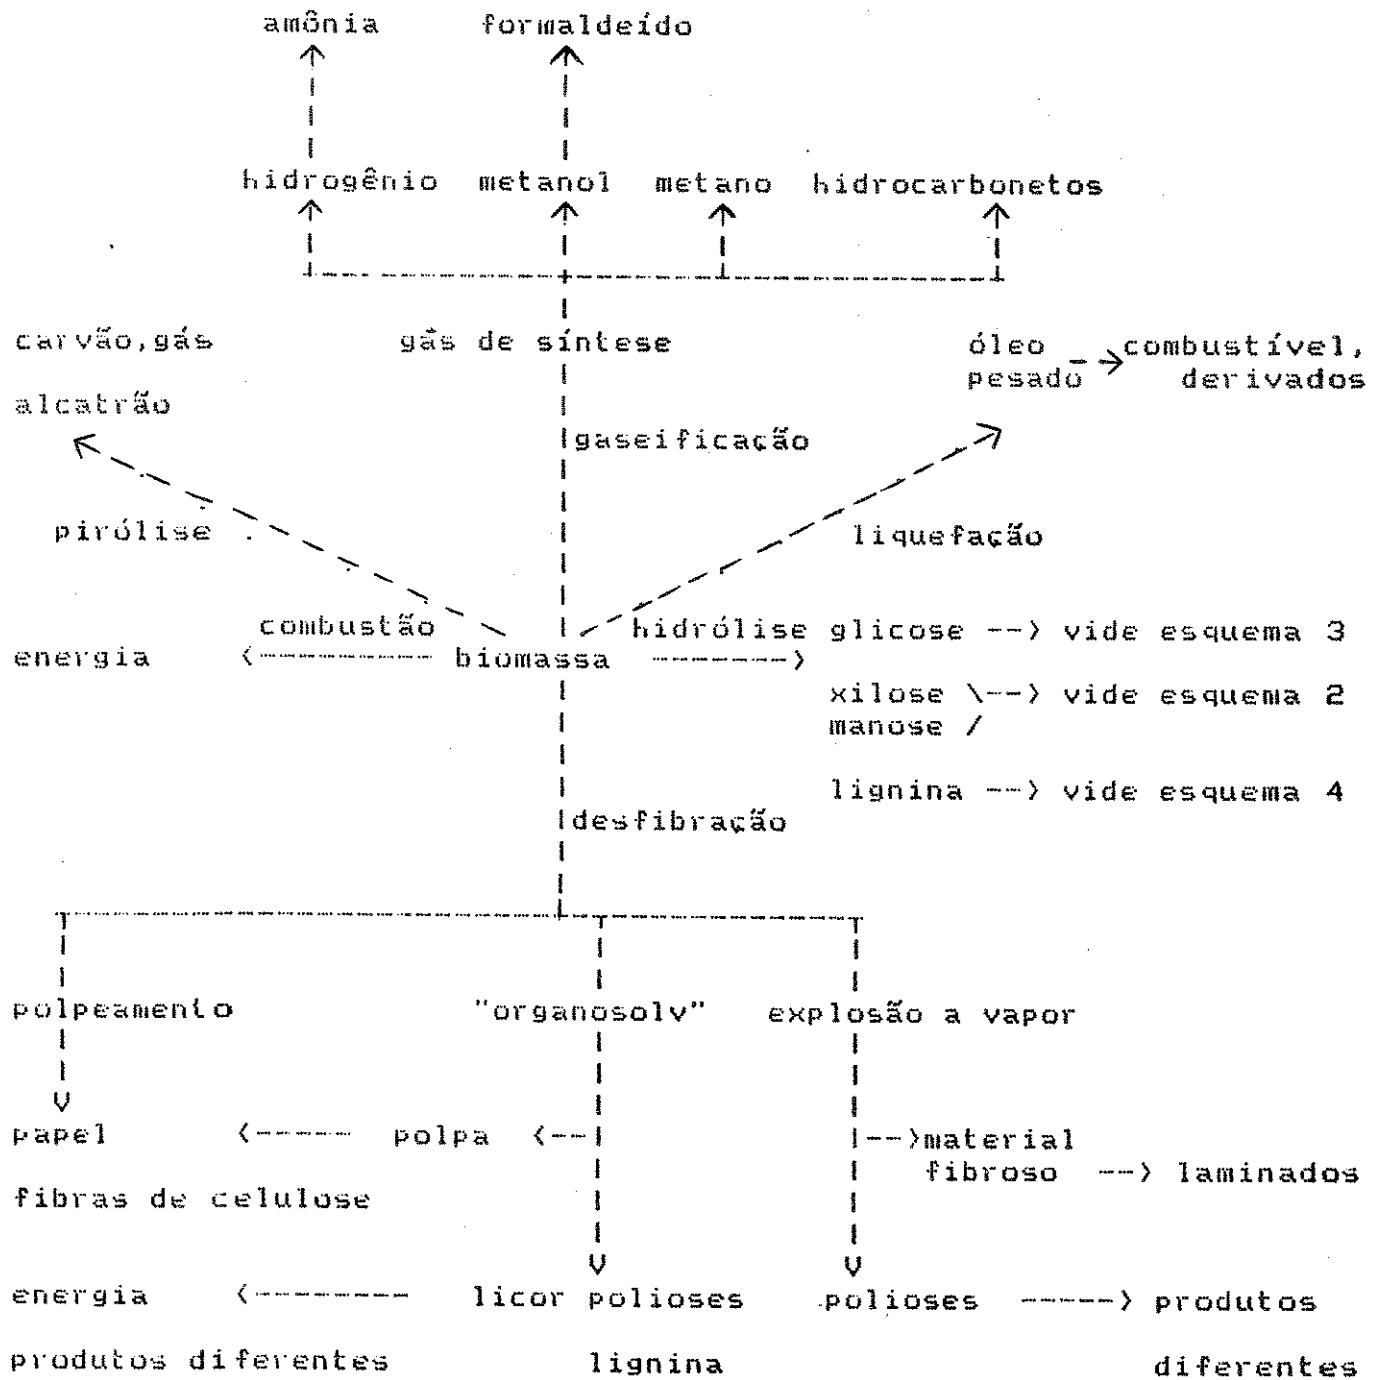 amônia formaldeído
hidrogênio metanol metano hidrocarbonetos
carvão,gás gás de síntese óleo combustível,
pesado derivados
alcatrão
gaseificação
pirólise liquefação
combustão hidrólise glicose --> vide esquema 3
energia <-------- biomassa ------->
xilose \--> vide esquema 2
manose /
lignina --> vide esquema 4
desfibração
polpeamento "organosolv" explosão a vapor
papel <----- polpa <-- -->material
fibroso --> laminados
fibras de celulose
energia <-------- licor polioses polioses -----> produtos
produtos diferentes lignina diferentes